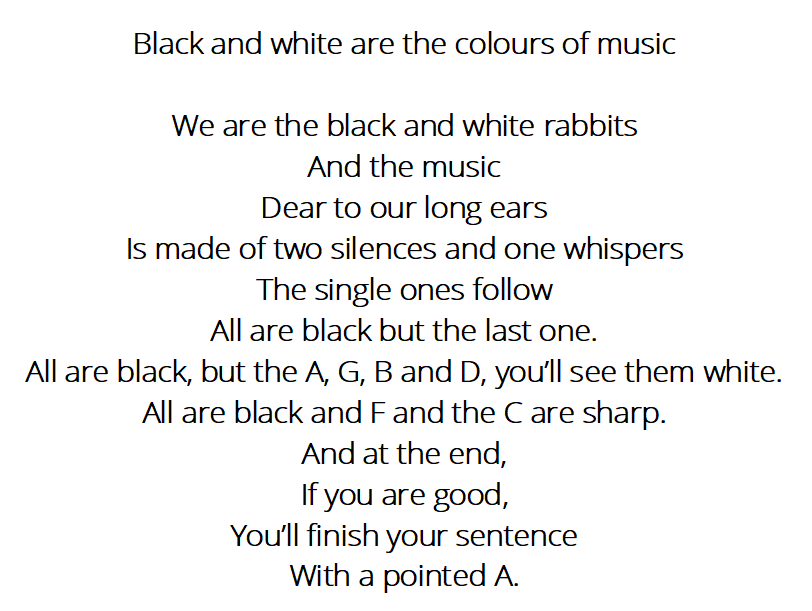 Black and white are the colours of music
We are the black and white rabbits
And the music
Dear to our long ears
Is made of two silences and one whispers
The single ones follow
All are black but the last one.
All are black, but the A, G, B and D, you’ll see them white.
All are black and F and the C are sharp.
And at the end,
If you are good,
You’ll finish your sentence
With a pointed A.